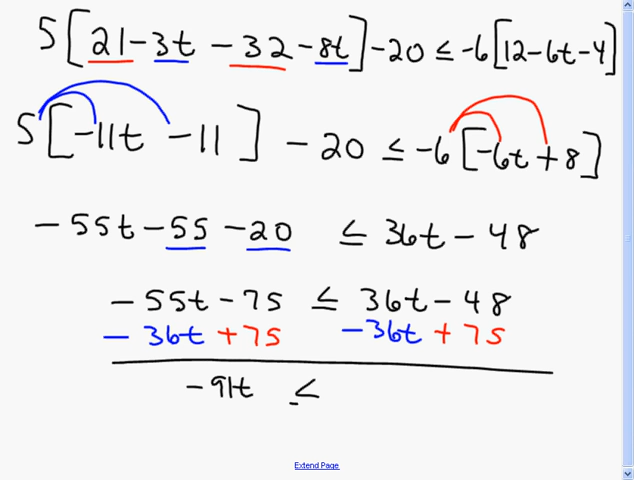 5[21-3t-32-8t]-20≤-6[12-6t-4]
5[-11t-11]-20≤-6[-6t+8]
-55t-55-20≤36t-48
-55t-75≤36t-48
-36t+75 -36t+75
-91t≤
Extend Page